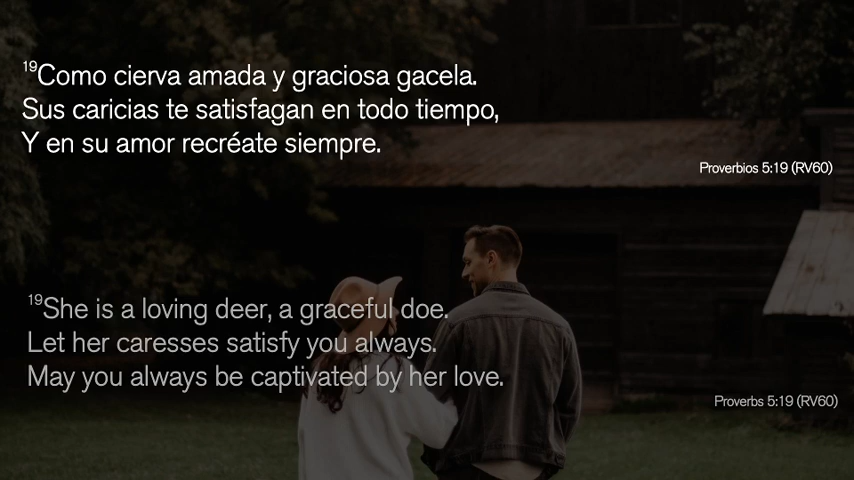 19Como cierva amada y graciosa gacela.
Sus caricias te satisfagan en todo tiempo,
Y en su amor recréate siempre.
Proverbios 5:19 (RV60)
19She is a loving deer, a graceful doe.
Let her caresses satisfy you always.
May you always be captivated by her love.
Proverbs 5:19 (RV60)